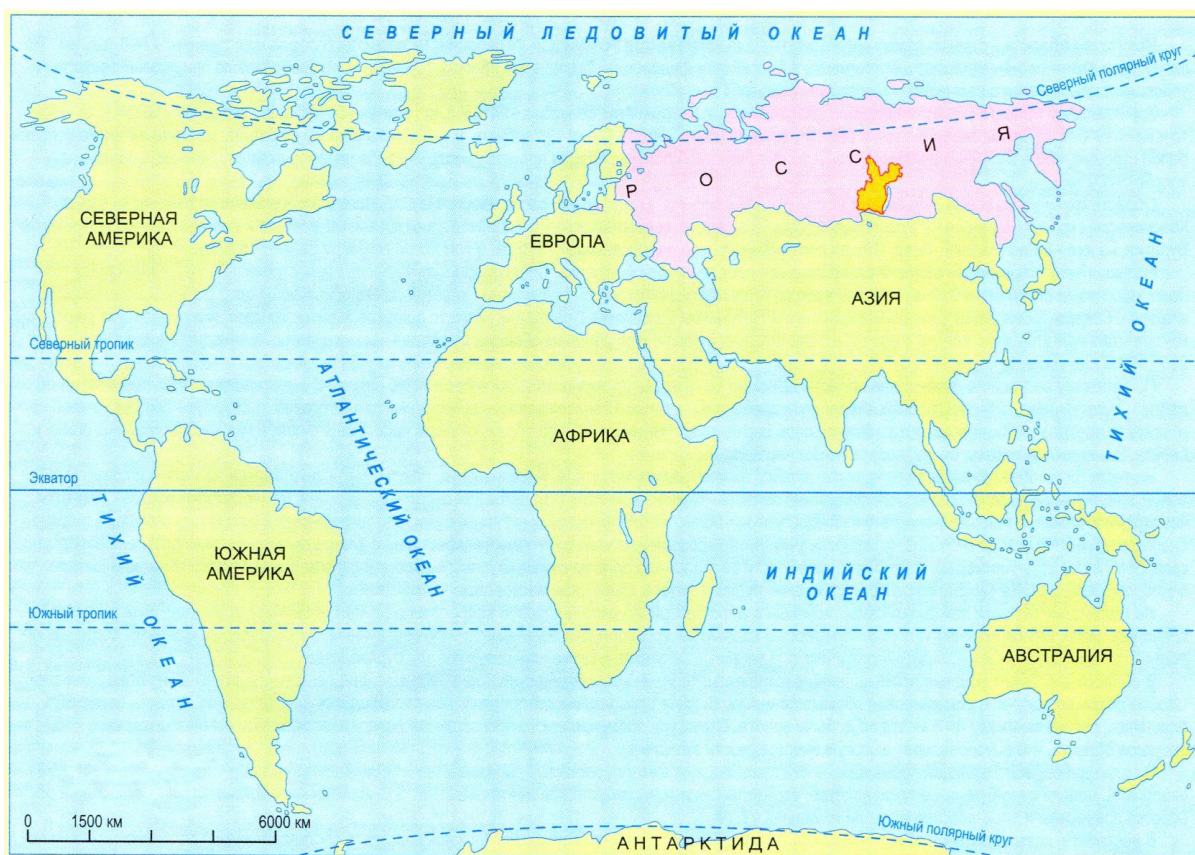 СЕВЕРНЫЙ ЛЕДОВИТЫЙ ОКЕАН
Северный полярный круг
РОССИЯ
СЕВЕРНАЯ
АМЕРИКА
ЕВРОПА
АЗИЯ
ТИХИЙ ОКЕАН
Северный тропик
АТЛАНТИЧЕСКИЙ ОКЕАН
АФРИКА
Экватор
ТИХИЙ ОКЕАН
ЮЖНАЯ
АМЕРИКА
ИНДИЙСКИЙ
ОКЕАН
Южный тропик
АВСТРАЛИЯ
0 1500 км 6000 км
Южный полярный круг
АНТАРКТИДА